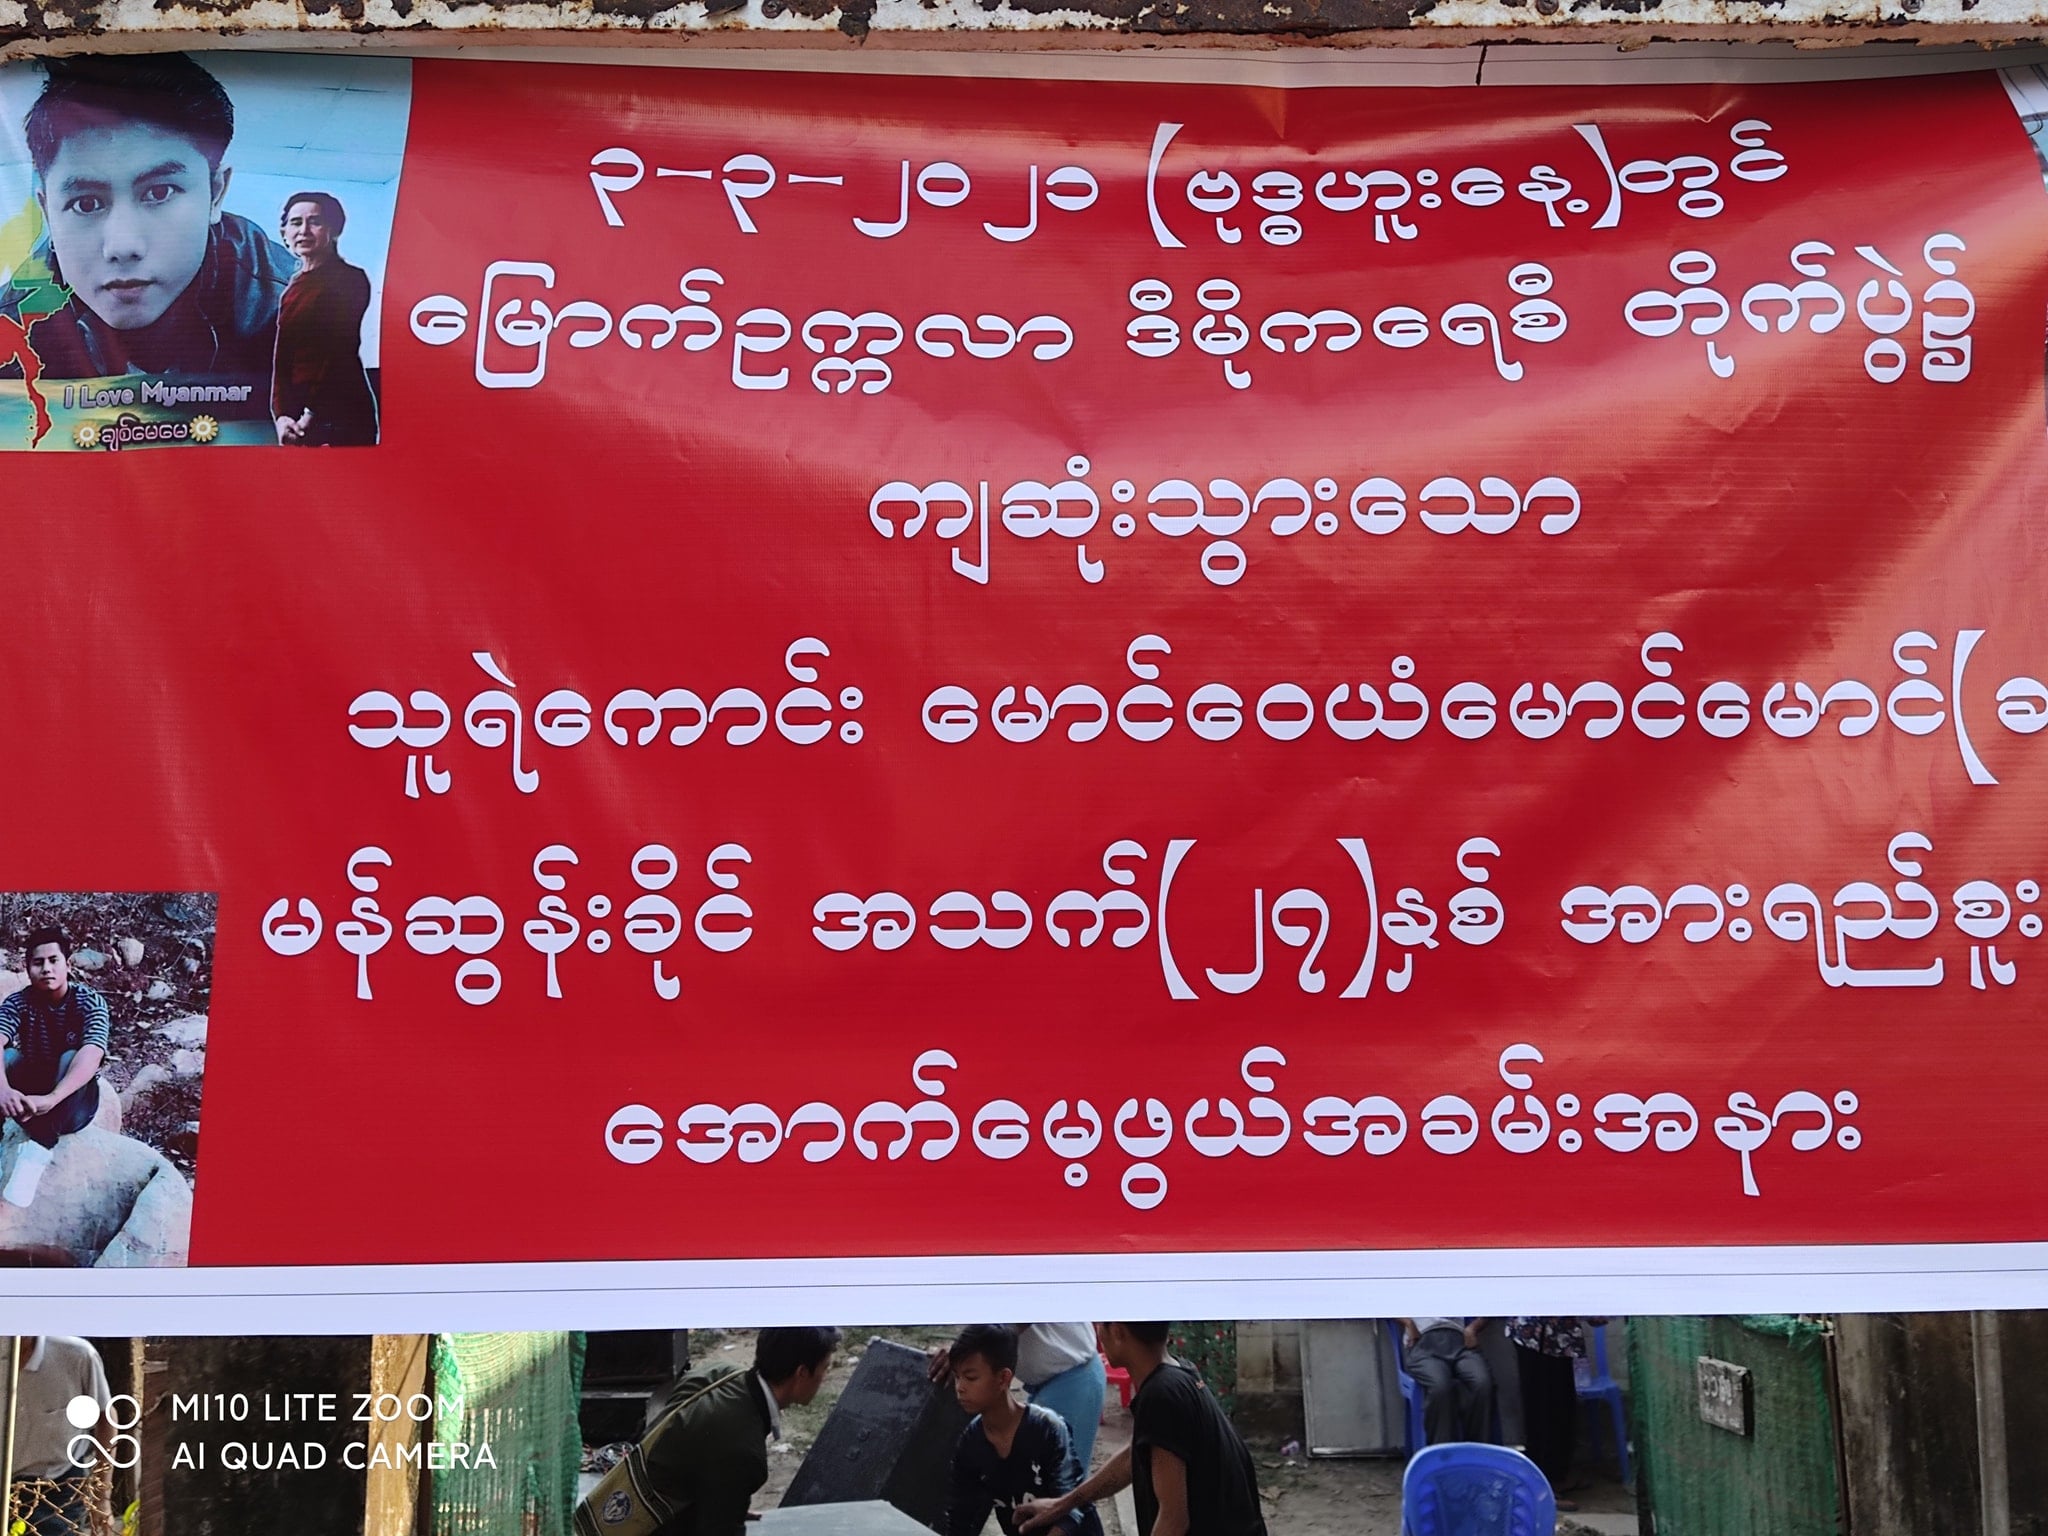 ၃-၃-၂၀၂၁ (ဗုဒ္ဓဟူးနေ့)တွင်
မြောက်ဥက္ကလာ ဒီမိုကရေစီ တိုက်ပွဲ၌
ကျဆုံးသွားသော
သူရဲကောင်း မောင်ဝေယံမောင်မောင်(ခ
မန်ဆွန်းခိုင် အသက်(၂၇)နှစ် အားရည်စူး
အောက်မေ့ဖွယ်အခမ်းအနား
I Love Myanmar
ချစ်မေမေ
MI10 LITE ZOOM
AI QUAD CAMERA